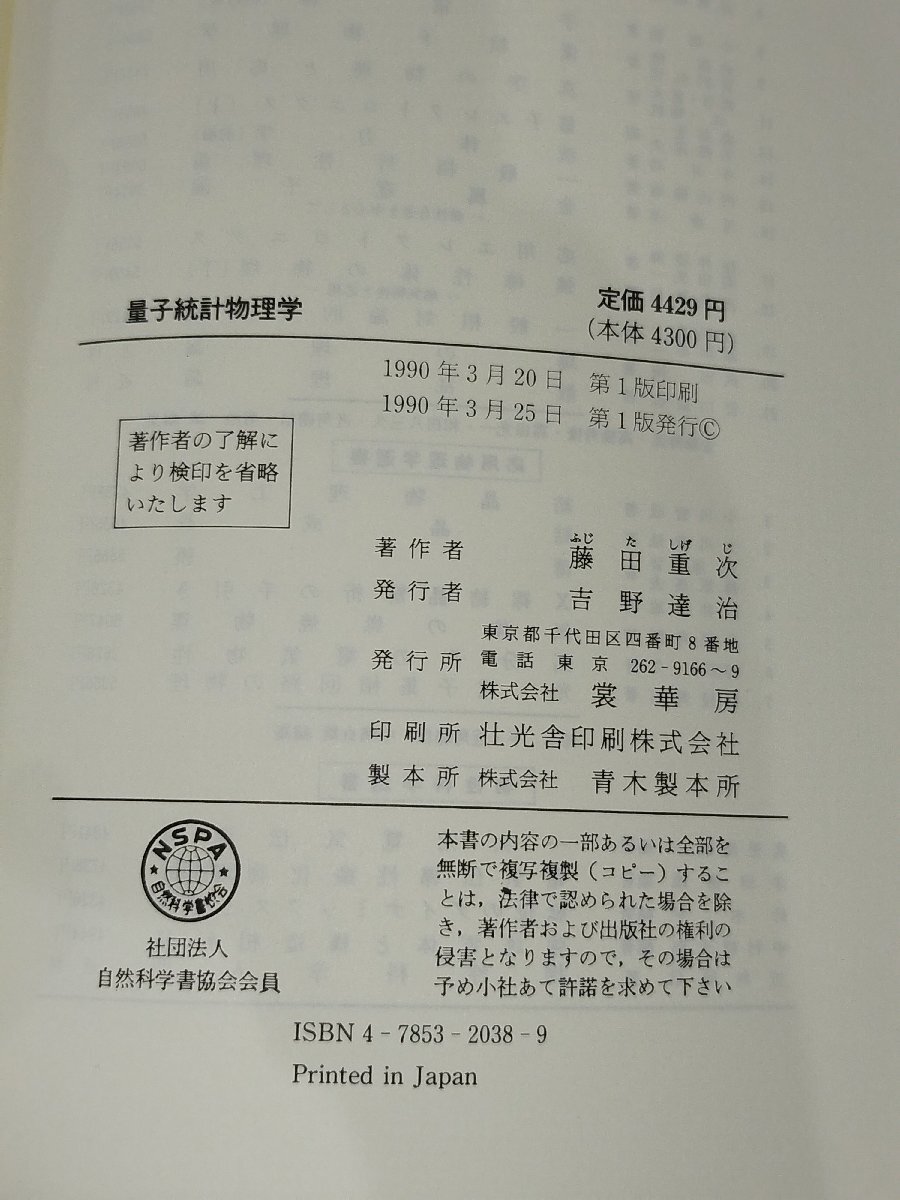 量子統計物理学
定価 4429 円
(本体 4300 円)
1990 年 3 月 20 日 第 1 版印刷
1990 年 3 月 25 日 第 1 版発行©
著作者の了解に
より検印を省略
いたします
ふじ た しげ じ
著作者 藤田重次
発行者 吉野達治
東京都千代田区四番町 8 番地
発行所 電話 東京 262-9166~9
株式会社 裳華房
印刷所 壮光舎印刷株式会社
製本所 株式会社 青木製本所
NSPA
自然科学書協会
社団法人
自然科学書協会会員
本書の内容の一部あるいは全部を
無断で複写複製(コピー)するこ
とは,法律で認められた場合を除
き,著作者および出版社の権利の
侵害となりますので,その場合は
予め小社あて許諾を求めて下さい
ISBN 4-7853-2038-9
Printed in Japan